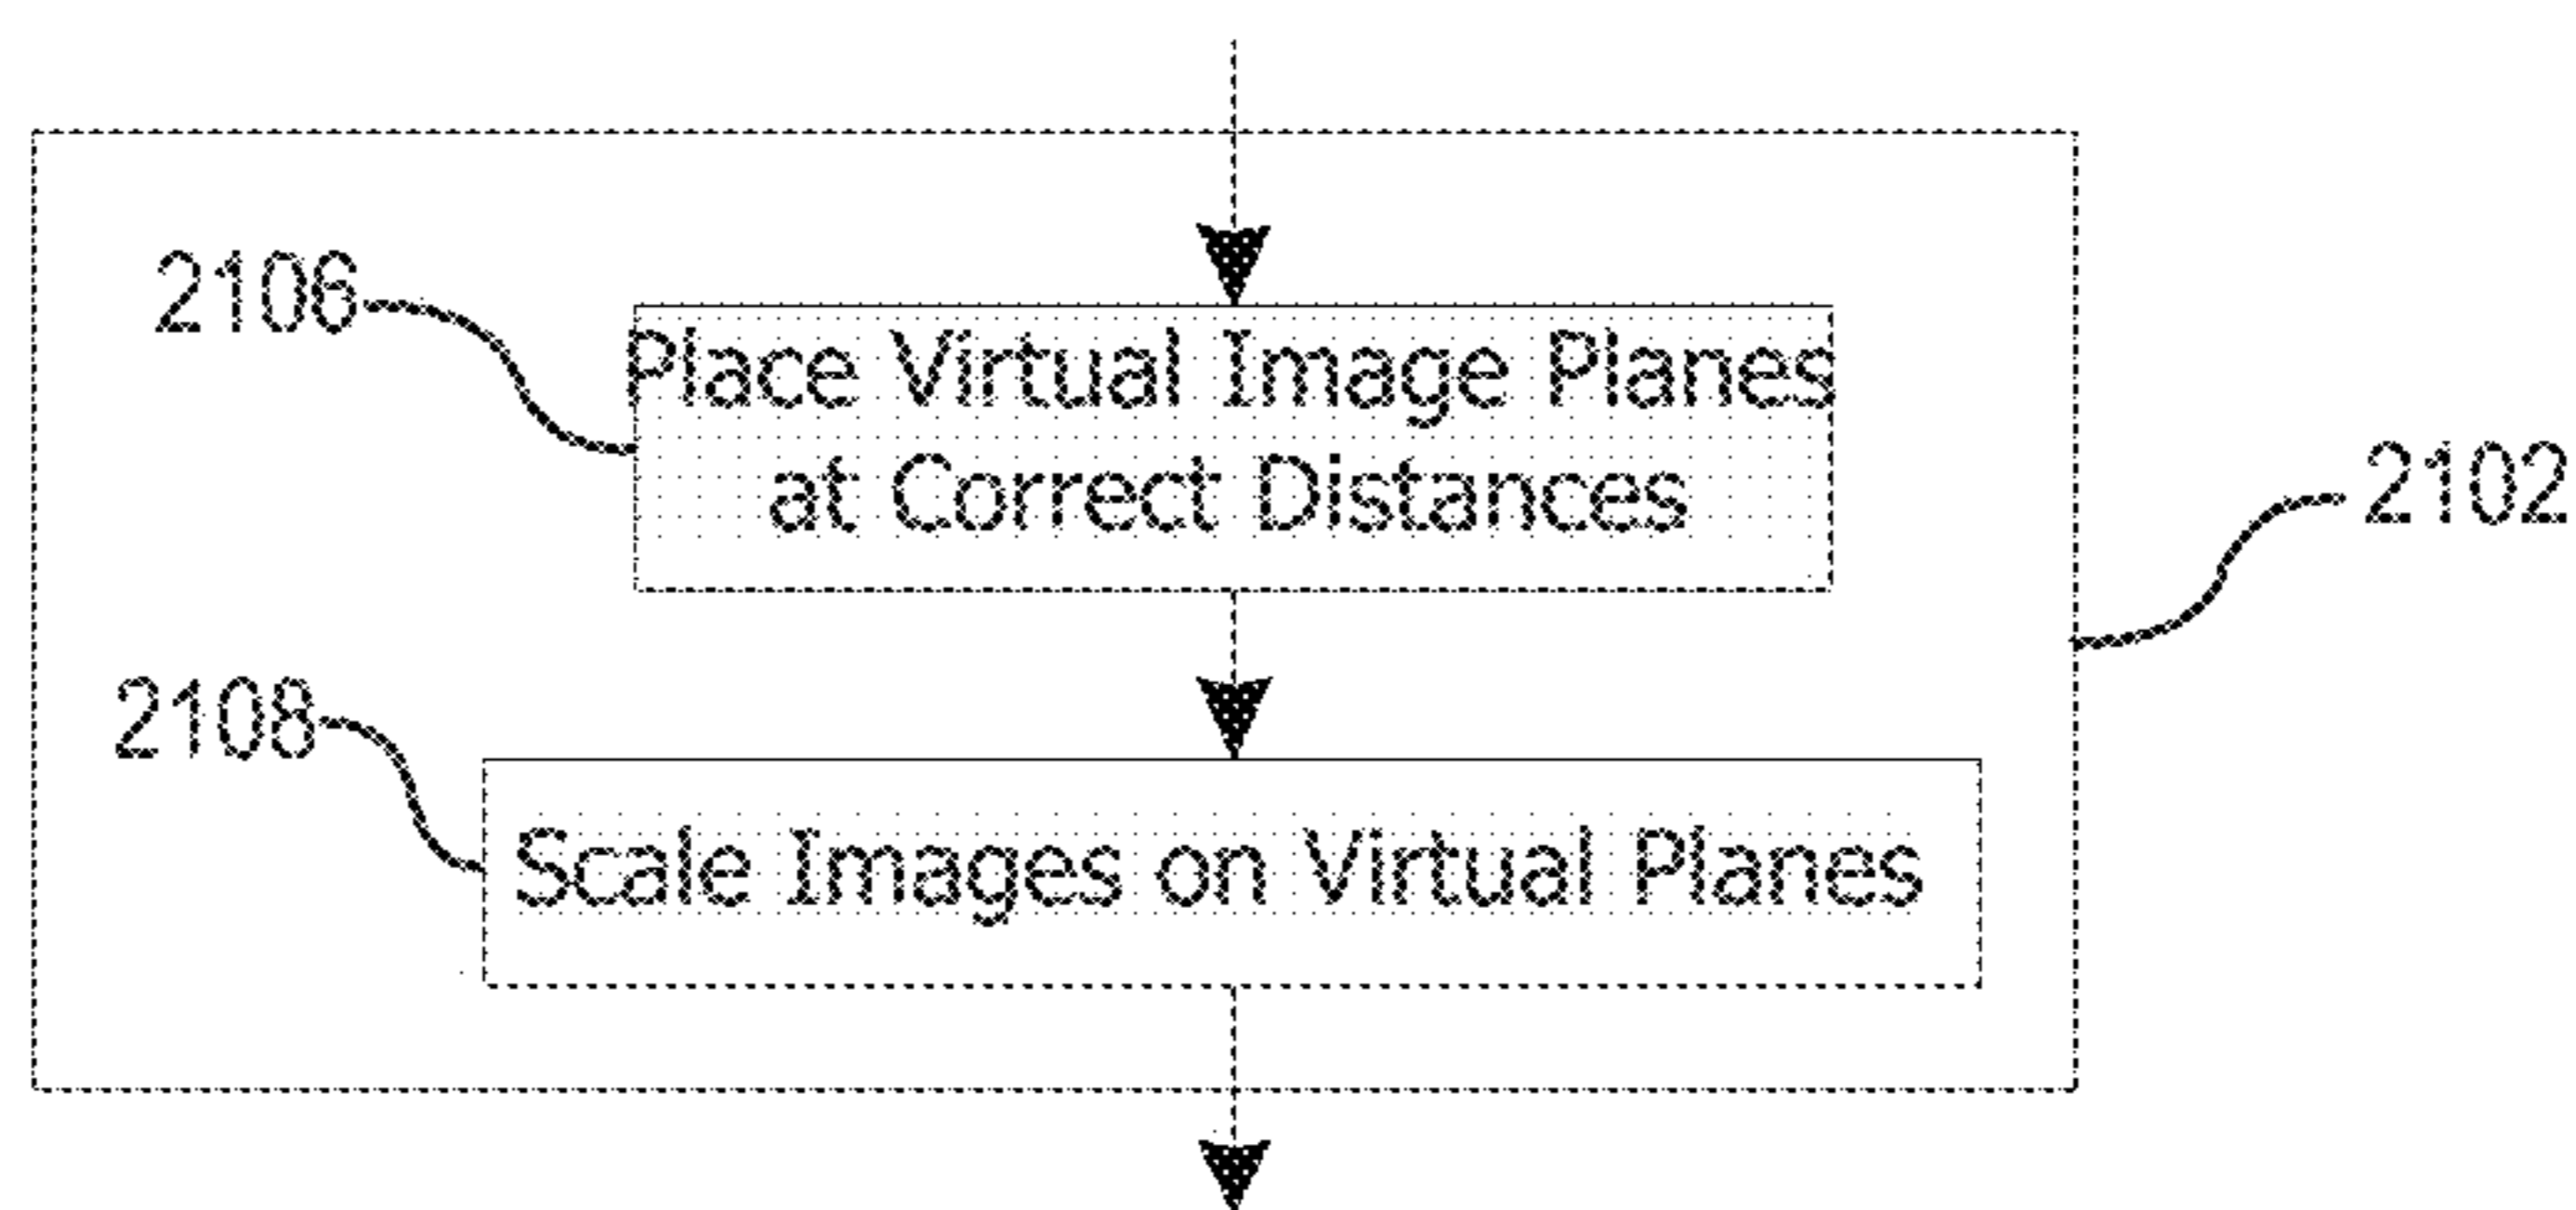 2106
Place Virtual Image Planes
at Correct Distances
2102
2108
Scale Images on Virtual Planes